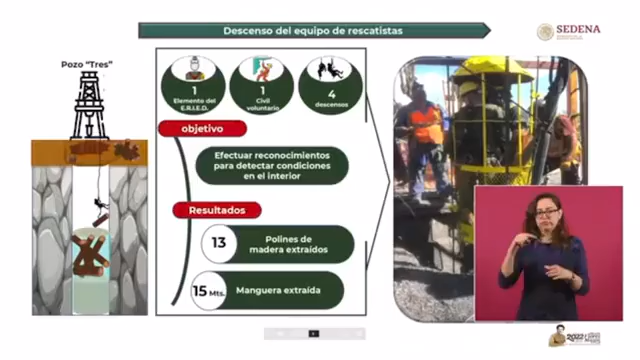 Descenso del equipo de rescatistas
SEDENA
Pozo "Tres"
1
Elemento del
E.R.I.E.D.
1
Civil
voluntario
4
descensos
objetivo
Efectuar reconocimientos
para detectar condiciones
en el interior
Resultados
13
Polines de
madera extraídos
15 Mts.
Manguera extraída
2022